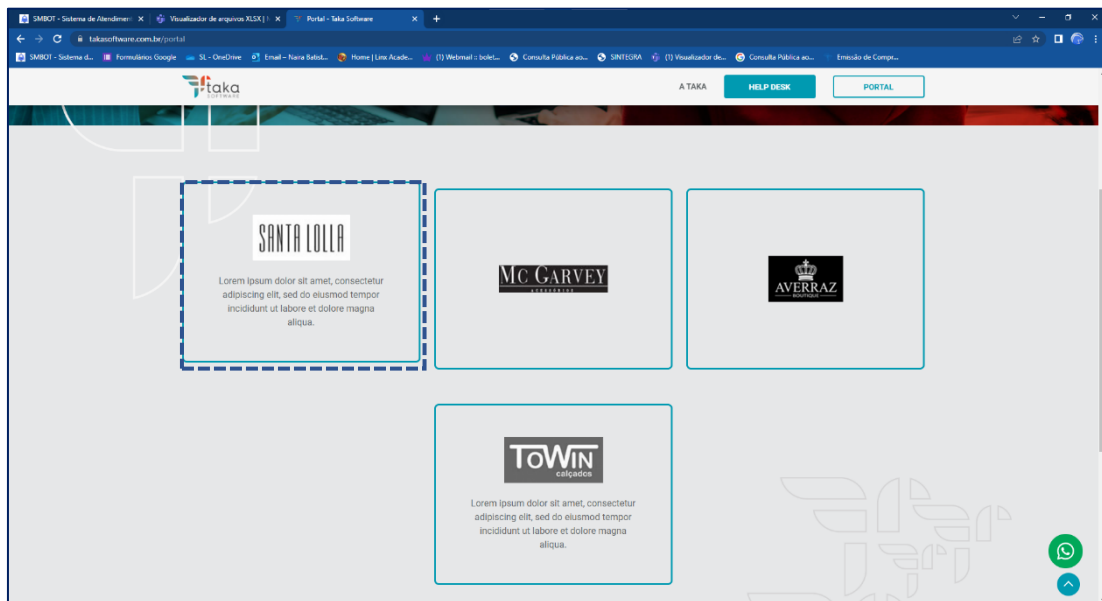 SMBOT - Sistema de Atendiment
Visualizador de arquivos XLSX |
Portal - Taka Software
takasoftware.com.br/portal
SMBOT - Sistema d...
Formulários Google
SL - OneDrive
Email – Naira Batist...
Home | Linx Acade...
(1) Webmail :: bolet...
Consulta Pública ao...
SINTEGRA
(1) Visualizador de...
Consulta Pública ao...
Emissão de Compr...
taka
SOFTWARE
A TAKA
HELP DESK
PORTAL
SANTA LOLLA
Lorem ipsum dolor sit amet, consectetur
adipiscing elit, sed do eiusmod tempor
incididunt ut labore et dolore magna
aliqua.
MC GARVEY
ACESSÓRIOS
AVERRAZ
BOUTIQUE
TOWIN
calçados
Lorem ipsum dolor sit amet, consectetur
adipiscing elit, sed do eiusmod tempor
incididunt ut labore et dolore magna
aliqua.